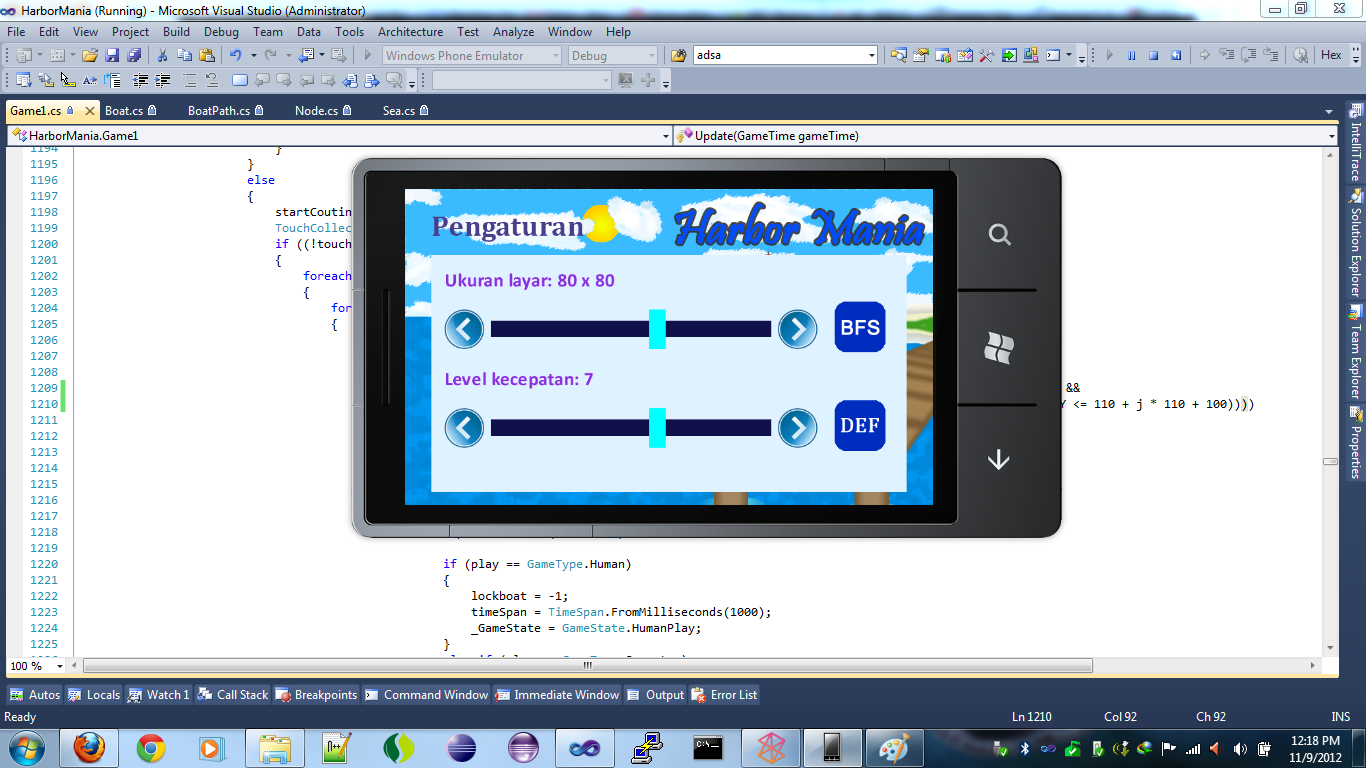 HarborMania (Running) - Microsoft Visual Studio (Administrator)
File Edit View Project Build Debug Team Data Tools Architecture Test Analyze Window Help
Windows Phone Emulator Debug adsa Hex
Game1.cs Boat.cs BoatPath.cs Node.cs Sea.cs
HarborMania.Game1 Update(GameTime gameTime)
1194 }
1195 }
1196 else
1197 {
1198 startCoutin
1199 TouchCollec
1200 if ((!touch
1201 {
1202 foreach
1203 {
1204 for
1205 {
1206
1207
1208
1209 &&
1210 Y <= 110 + j * 110 + 100))))
1211
1212
1213
1214
1215
1216
1217
1218
1219
1220 if (play == GameType.Human)
1221 {
1222 lockboat = -1;
1223 timeSpan = TimeSpan.FromMilliseconds(1000);
1224 _GameState = GameState.HumanPlay;
1225 }
Pengaturan Harbor Mania
Ukuran layar: 80 x 80
BFS
Level kecepatan: 7
DEF
IntelliTrace
Solution Explorer
Team Explorer
Properties
100 %
Autos Locals Watch 1 Call Stack Breakpoints Command Window Immediate Window Output Error List
Ready Ln 1210 Col 92 Ch 92 INS
12:18 PM
11/9/2012